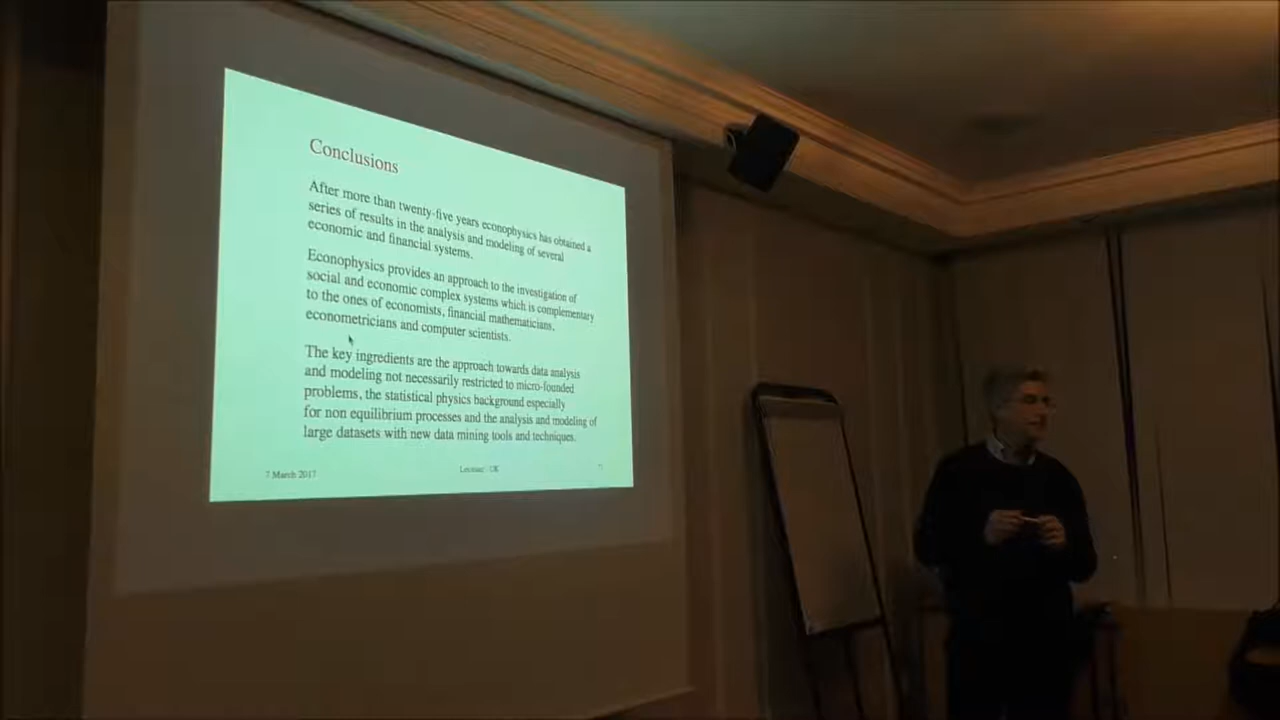 Conclusions
After more than twenty-five years econophysics has obtained a
series of results in the analysis and modeling of several
economic and financial systems.
Econophysics provides an approach to the investigation of
social and economic complex systems which is complementary
to the ones of economists, financial mathematicians,
econometricians and computer scientists.
The key ingredients are the approach towards data analysis
and modeling not necessarily restricted to micro-founded
problems, the statistical physics background especially
for non equilibrium processes and the analysis and modeling of
large datasets with new data mining tools and techniques.
7 March 2017
UK